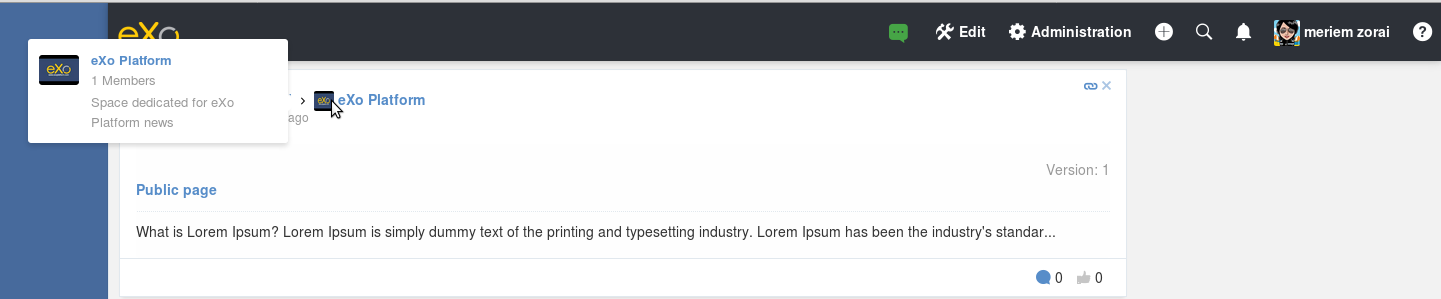 eXo
Edit
Administration
meriem zorai
?
eXo
eXo Platform
1 Members
Space dedicated for eXo
Platform news
eXo
eXo Platform
ago
Version: 1
Public page
What is Lorem Ipsum? Lorem Ipsum is simply dummy text of the printing and typesetting industry. Lorem Ipsum has been the industry's standar...
0
0